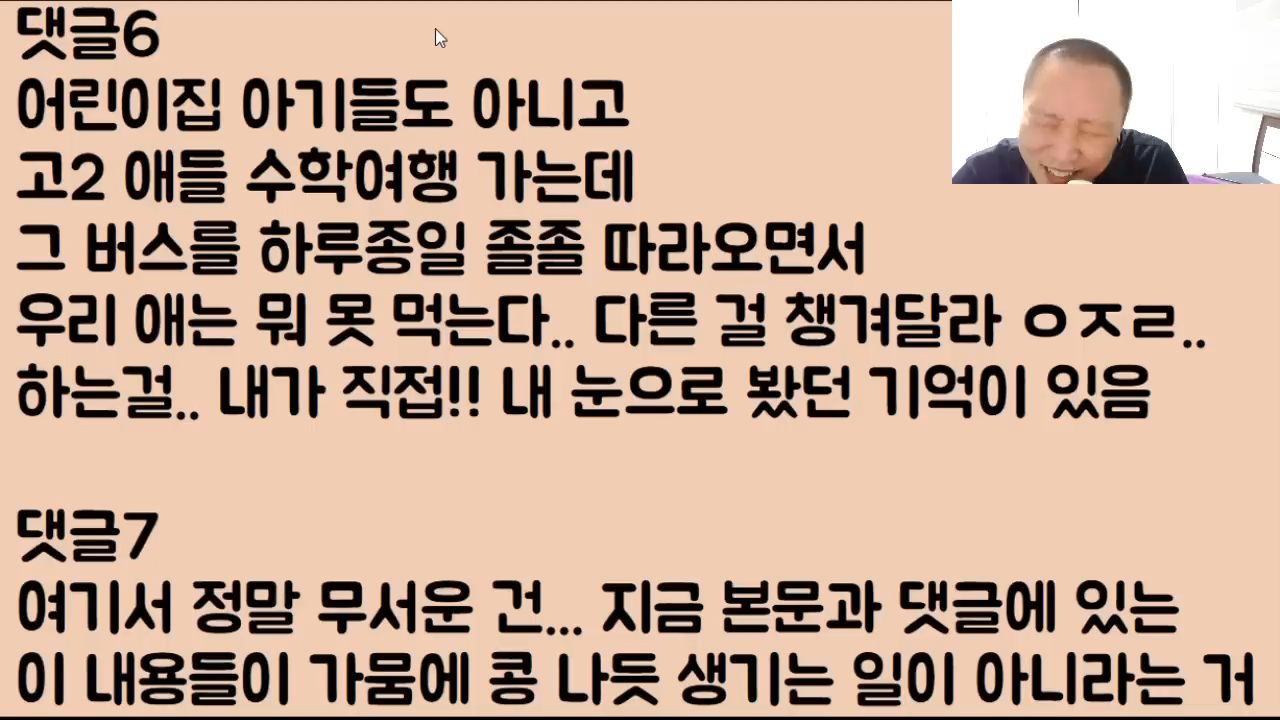 댓글6
어린이집 아기들도 아니고
고2 애들 수학여행 가는데
그 버스를 하루종일 졸졸 따라오면서
우리 애는 뭐 못 먹는다.. 다른 걸 챙겨달라 ㅇㅈㄹ..
하는걸.. 내가 직접!! 내 눈으로 봤던 기억이 있음
댓글7
여기서 정말 무서운 건... 지금 본문과 댓글에 있는
이 내용들이 가뭄에 콩 나듯 생기는 일이 아니라는 거